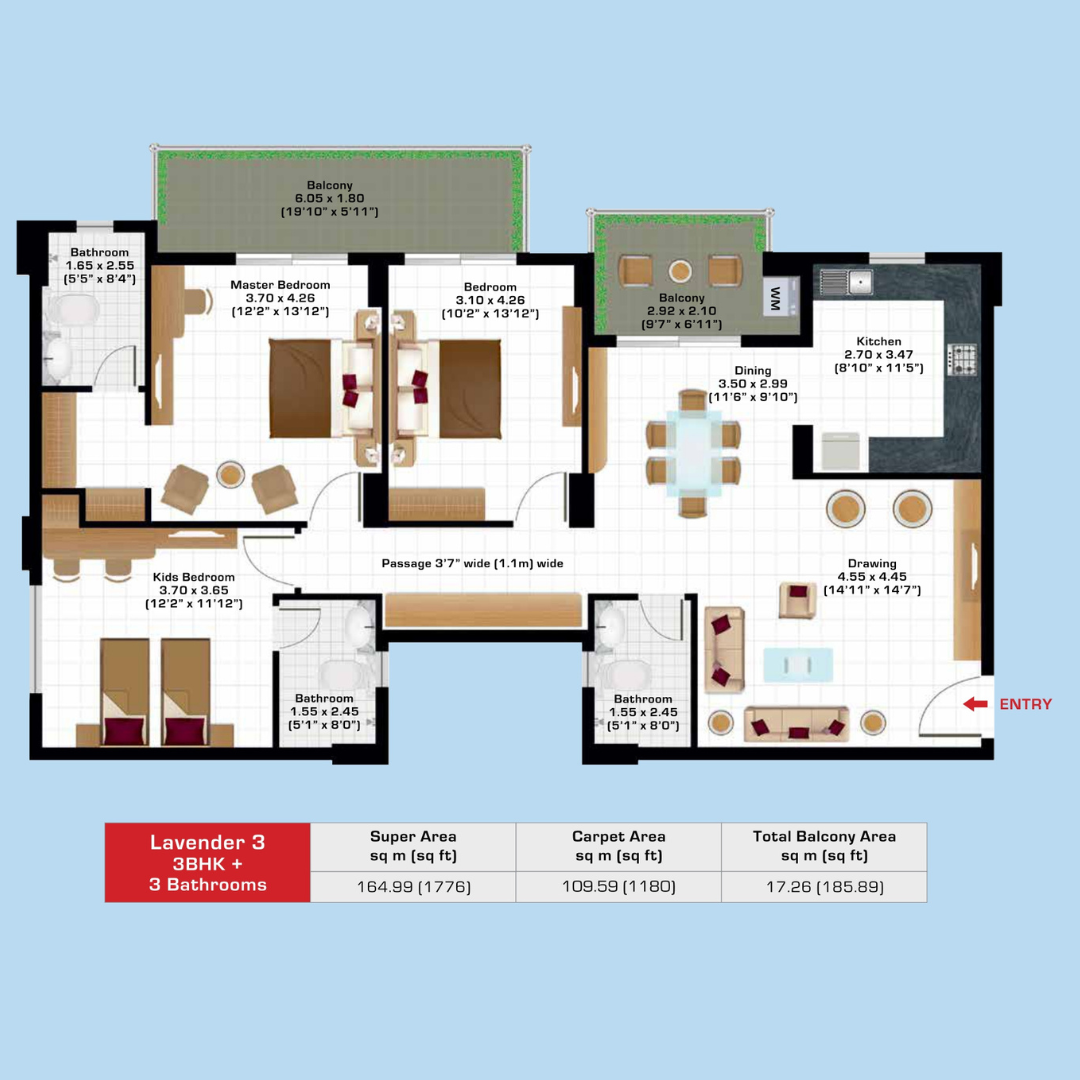 Balcony
6.05 x 1.80
(19'10" x 5'11")
Bathroom
1.65 x 2.55
(5'5" x 8'4")
Master Bedroom
3.70 x 4.26
(12'2" x 13'12")
Bedroom
3.10 x 4.26
(10'2" x 13'12")
Balcony
2.92 x 2.10
(9'7" x 6'11")
WM
Kitchen
2.70 x 3.47
(8'10" x 11'5")
Dining
3.50 x 2.99
(11'6" x 9'10")
Passage 3'7" wide (1.1m) wide
Kids Bedroom
3.70 x 3.65
(12'2" x 11'12")
Drawing
4.55 x 4.45
(14'11" x 14'7")
Bathroom
1.55 x 2.45
(5'1" x 8'0")
Bathroom
1.55 x 2.45
(5'1" x 8'0")
ENTRY
Lavender 3
3BHK +
3 Bathrooms
Super Area
sq m (sq ft)
164.99 (1776)
Carpet Area
sq m (sq ft)
109.59 (1180)
Total Balcony Area
sq m (sq ft)
17.26 (185.89)